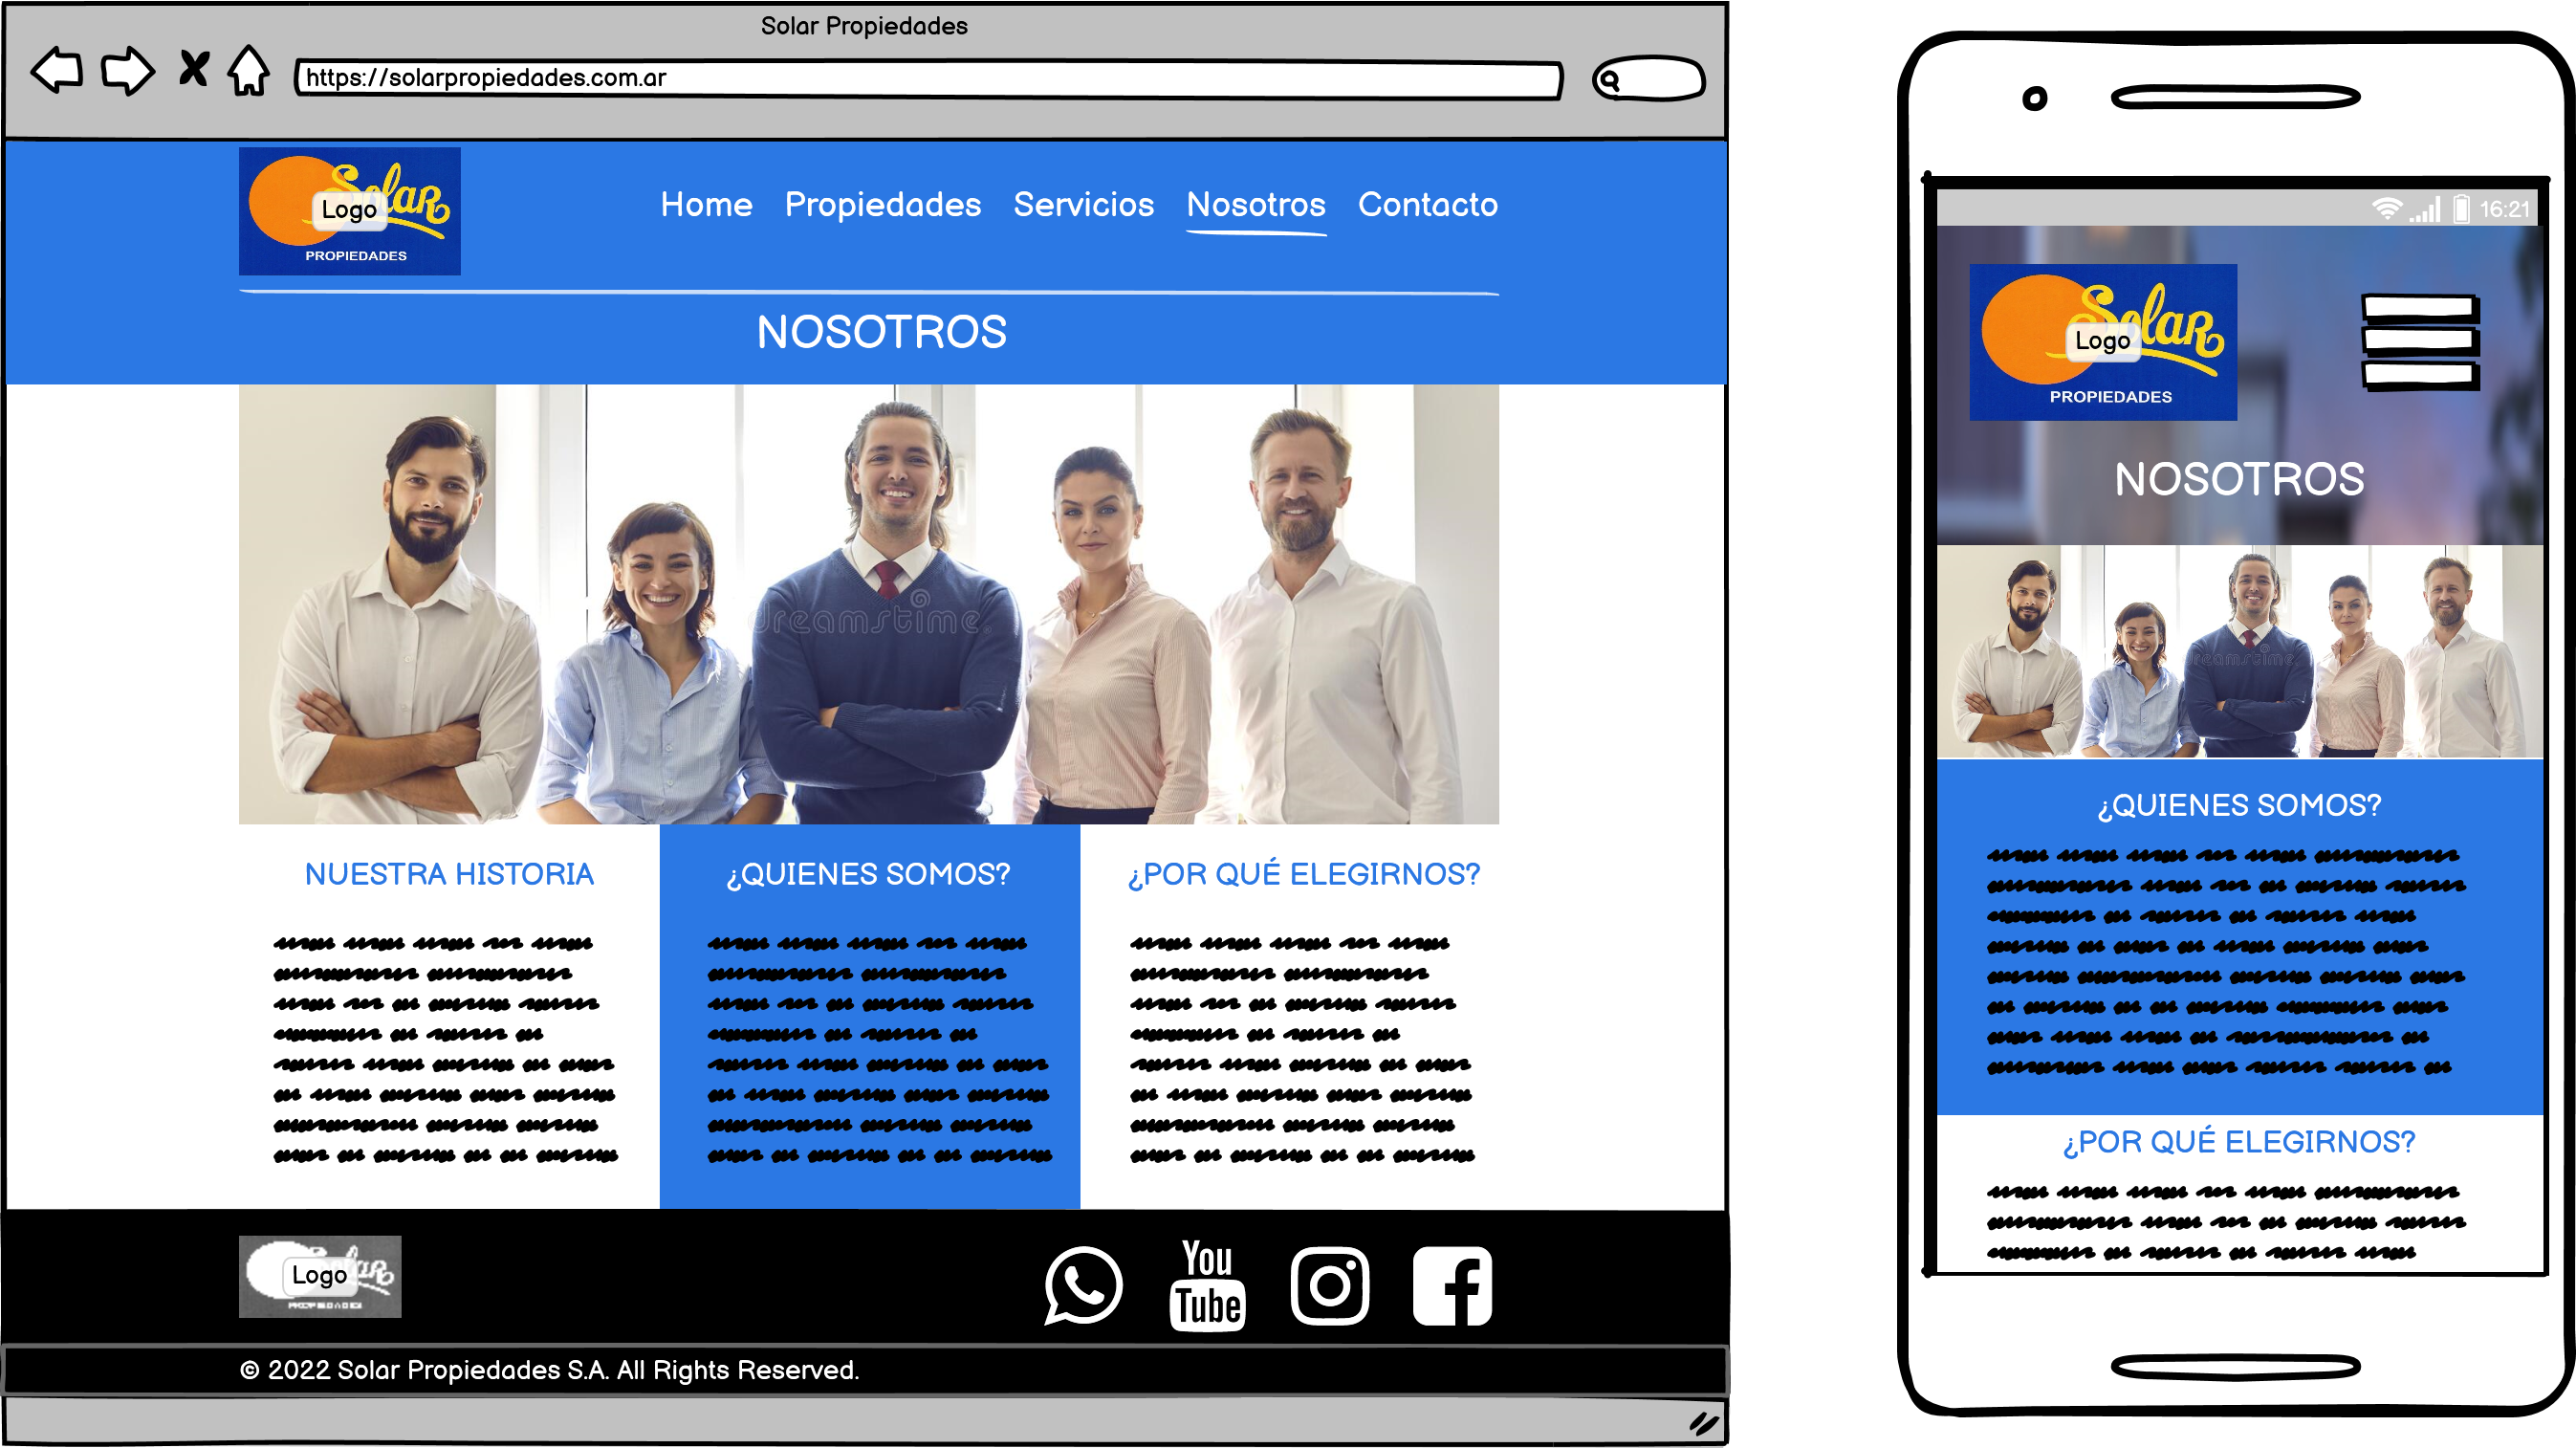 Solar Propiedades
https://solarpropiedades.com.ar
Solar
Logo
PROPIEDADES
Home Propiedades Servicios Nosotros Contacto
NOSOTROS
dreamstime.
NUESTRA HISTORIA
¿QUIENES SOMOS?
¿POR QUÉ ELEGIRNOS?
Logo
PROPIEDADES
You
Tube
© 2022 Solar Propiedades S.A. All Rights Reserved.
16:21
Solar
Logo
PROPIEDADES
NOSOTROS
dreamstime.
¿QUIENES SOMOS?
¿POR QUÉ ELEGIRNOS?